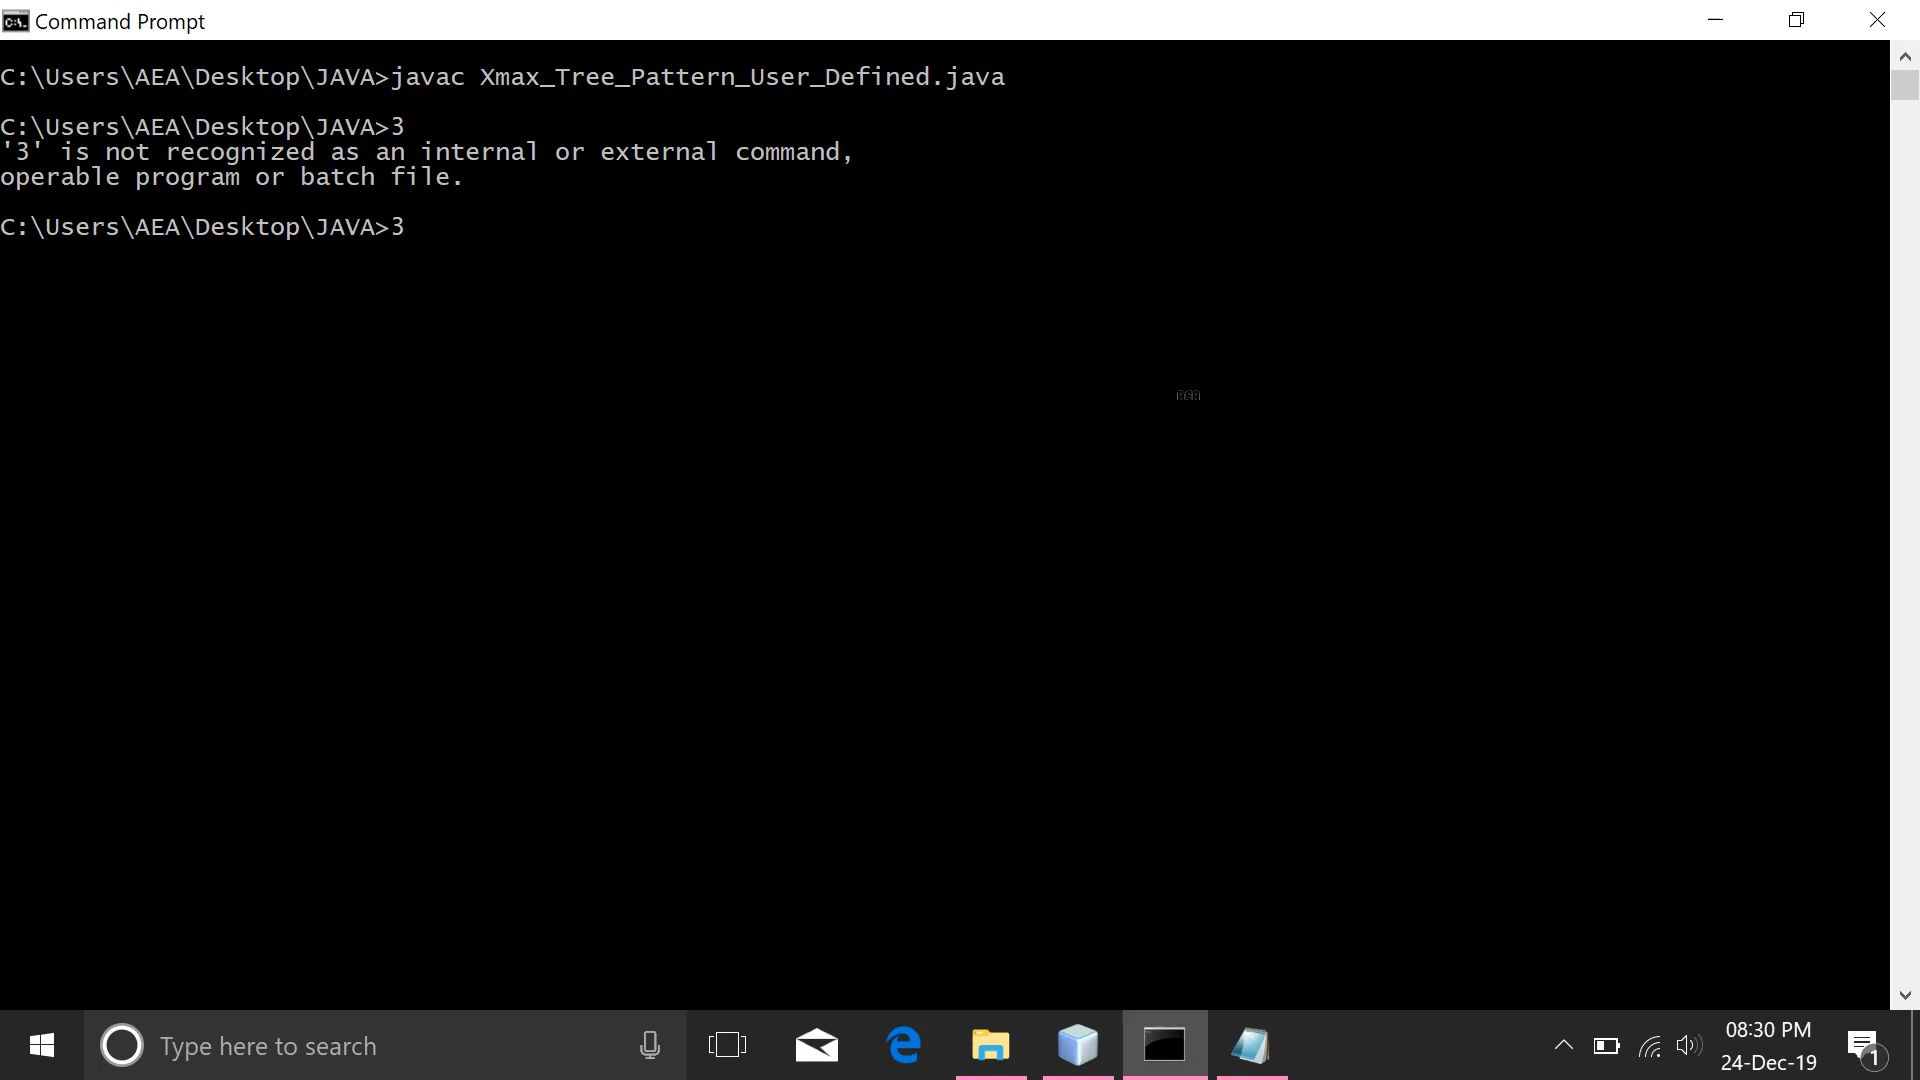 Command Prompt
C:\Users\AEA\Desktop\JAVA>javac Xmax_Tree_Pattern_User_Defined.java
C:\Users\AEA\Desktop\JAVA>3
'3' is not recognized as an internal or external command,
operable program or batch file.
C:\Users\AEA\Desktop\JAVA>3
Type here to search
08:30 PM
24-Dec-19
1